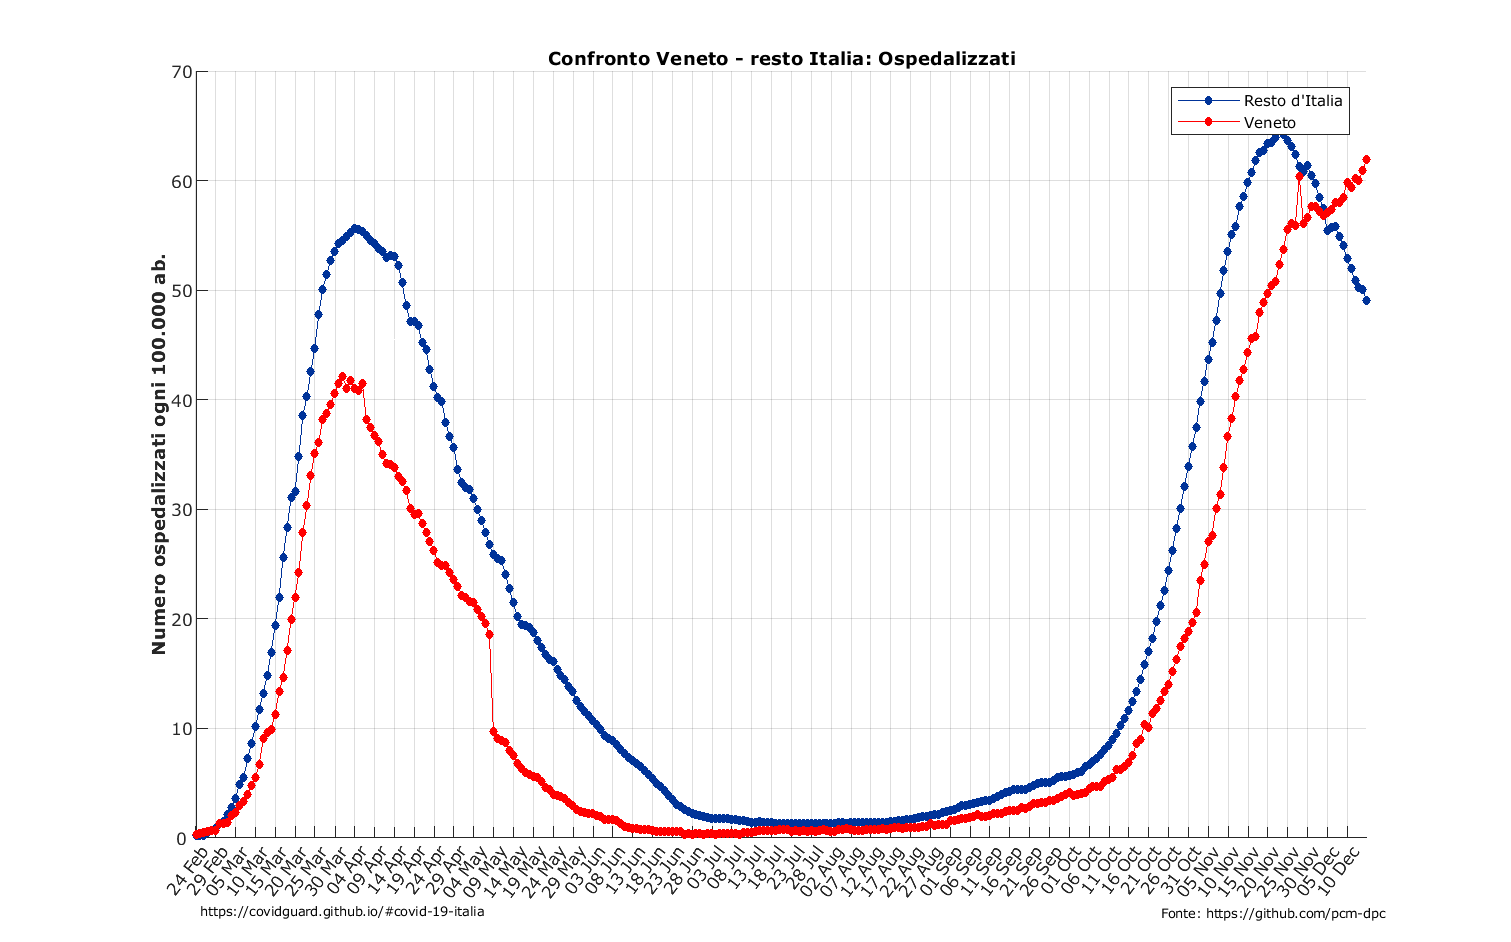 Confronto Veneto - resto Italia: Ospedalizzati
Numero ospedalizzati ogni 100.000 ab.
70
60
50
40
30
20
10
0
Resto d'Italia
Veneto
24 Feb
29 Feb
05 Mar
10 Mar
15 Mar
20 Mar
25 Mar
30 Mar
04 Apr
09 Apr
14 Apr
19 Apr
24 Apr
29 Apr
04 May
09 May
14 May
19 May
24 May
29 May
03 Jun
08 Jun
13 Jun
18 Jun
23 Jun
28 Jun
03 Jul
08 Jul
13 Jul
18 Jul
23 Jul
28 Jul
02 Aug
07 Aug
12 Aug
17 Aug
22 Aug
27 Aug
01 Sep
06 Sep
11 Sep
16 Sep
21 Sep
26 Sep
01 Oct
06 Oct
11 Oct
16 Oct
21 Oct
26 Oct
31 Oct
05 Nov
10 Nov
15 Nov
20 Nov
25 Nov
30 Nov
05 Dec
10 Dec
https://covidguard.github.io/#covid-19-italia
Fonte: https://github.com/pcm-dpc